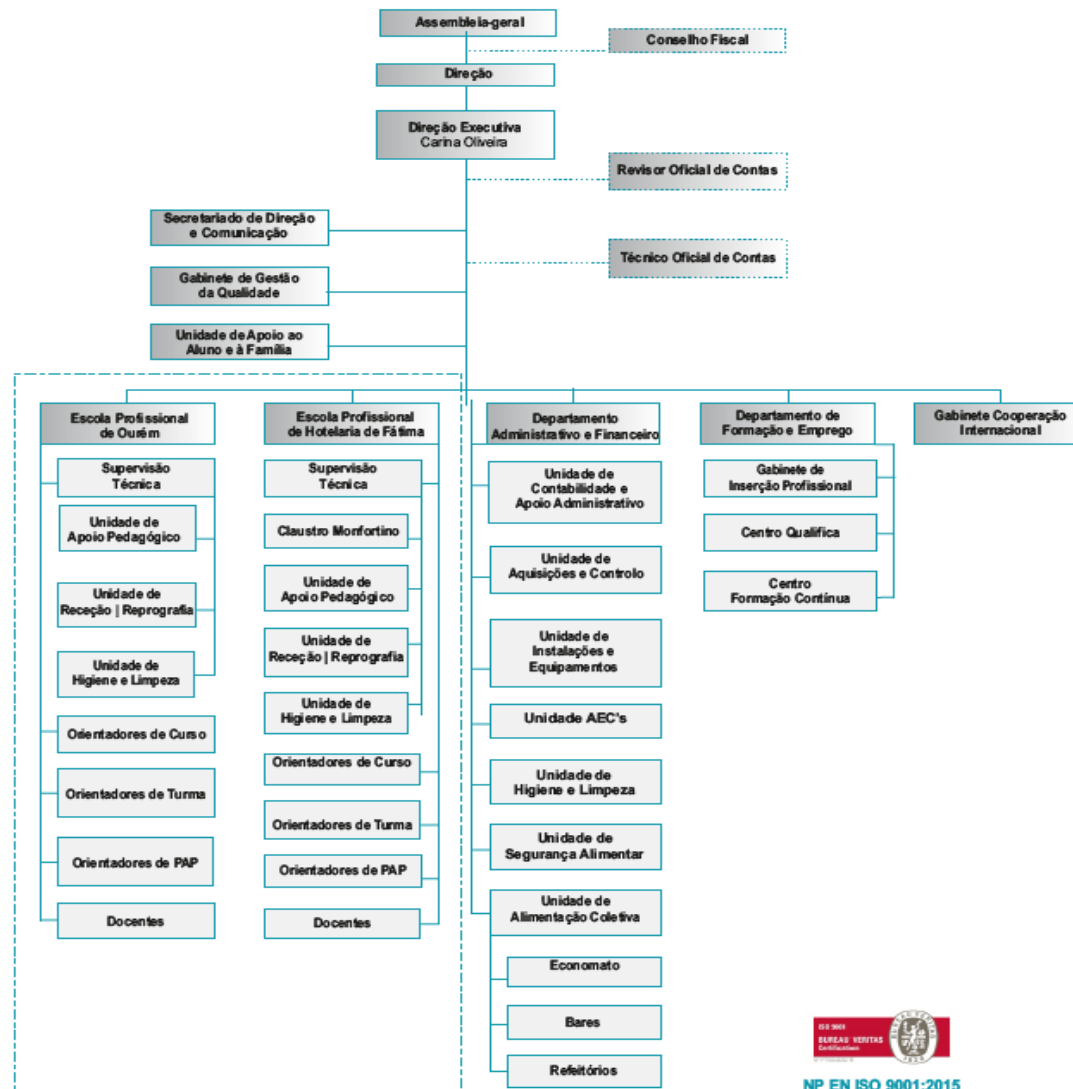 Assembleia-geral
Conselho Fiscal
Direção
Direção Executiva
Carina Oliveira
Revisor Oficial de Contas
Secretariado de Direção
e Comunicação
Técnico Oficial de Contas
Gabinete de Gestão
da Qualidade
Unidade de Apoio ao
Aluno e à Família
Escola Profissional
de Ourém
Supervisão
Técnica
Unidade de
Apoio Pedagógico
Unidade de
Receção | Reprografia
Unidade de
Higiene e Limpeza
Orientadores de Curso
Orientadores de Turma
Orientadores de PAP
Docentes
Escola Profissional
de Hotelaria de Fátima
Supervisão
Técnica
Claustro Monfortino
Unidade de
Apoio Pedagógico
Unidade de
Receção | Reprografia
Unidade de
Higiene e Limpeza
Orientadores de Curso
Orientadores de Turma
Orientadores de PAP
Docentes
Departamento
Administrativo e Financeiro
Unidade de
Contabilidade e
Apoio Administrativo
Unidade de
Aquisições e Controlo
Unidade de
Instalações e
Equipamentos
Unidade AEC's
Unidade de
Higiene e Limpeza
Unidade de
Segurança Alimentar
Unidade de
Alimentação Coletiva
Economato
Bares
Refeitórios
Departamento de
Formação e Emprego
Gabinete de
Inserção Profissional
Centro Qualifica
Centro
Formação Contínua
Gabinete Cooperação
Internacional
ISO 9001
BUREAU VERITAS
Certification
NP EN ISO 9001:2015